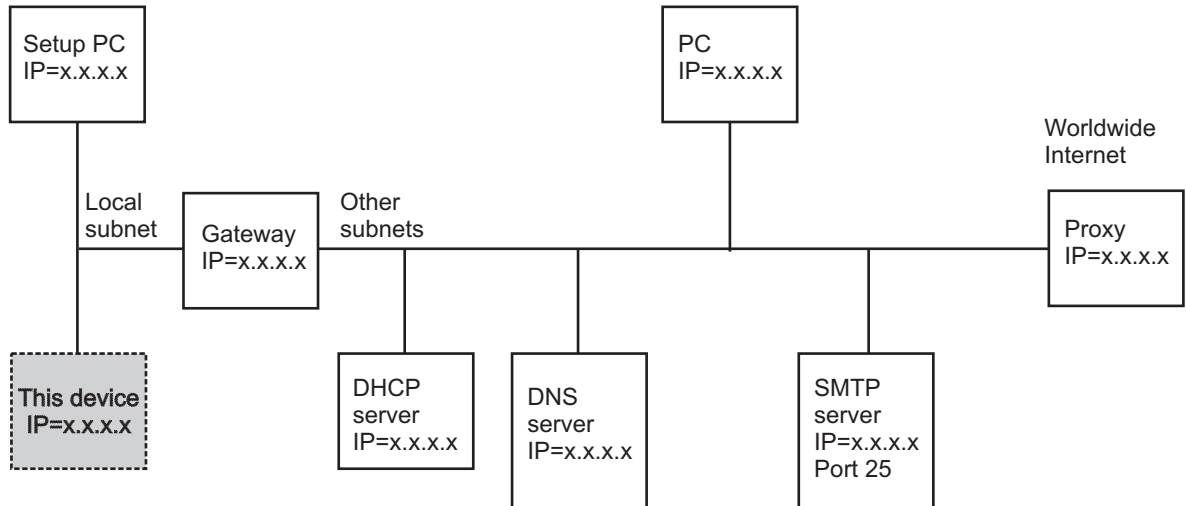 Setup PC
IP=x.x.x.x
PC
IP=x.x.x.x
Worldwide
Internet
Local
subnet
Gateway
IP=x.x.x.x
Other
subnets
Proxy
IP=x.x.x.x
This device
IP=x.x.x.x
DHCP
server
IP=x.x.x.x
DNS
server
IP=x.x.x.x
SMTP
server
IP=x.x.x.x
Port 25